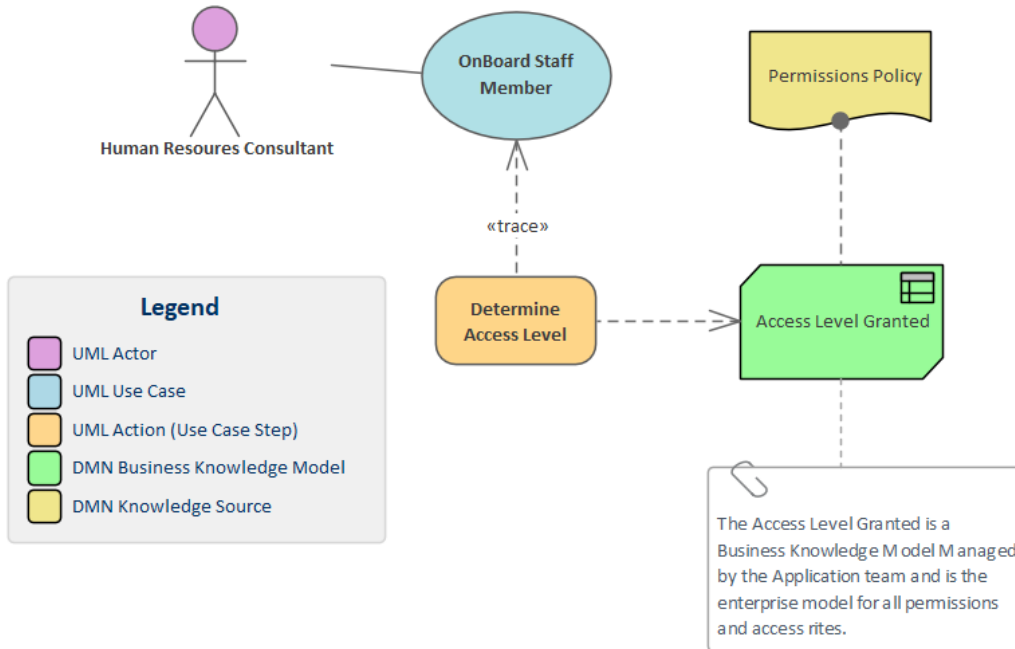 OnBoard Staff
Member
Permissions Policy
Human Resoures Consultant
«trace»
Legend
UML Actor
UML Use Case
UML Action (Use Case Step)
DMN Business Knowledge Model
DMN Knowledge Source
Determine
Access Level
Access Level Granted
The Access Level Granted is a
Business Knowledge Model Managed
by the Application team and is the
enterprise model for all permissions
and access rites.